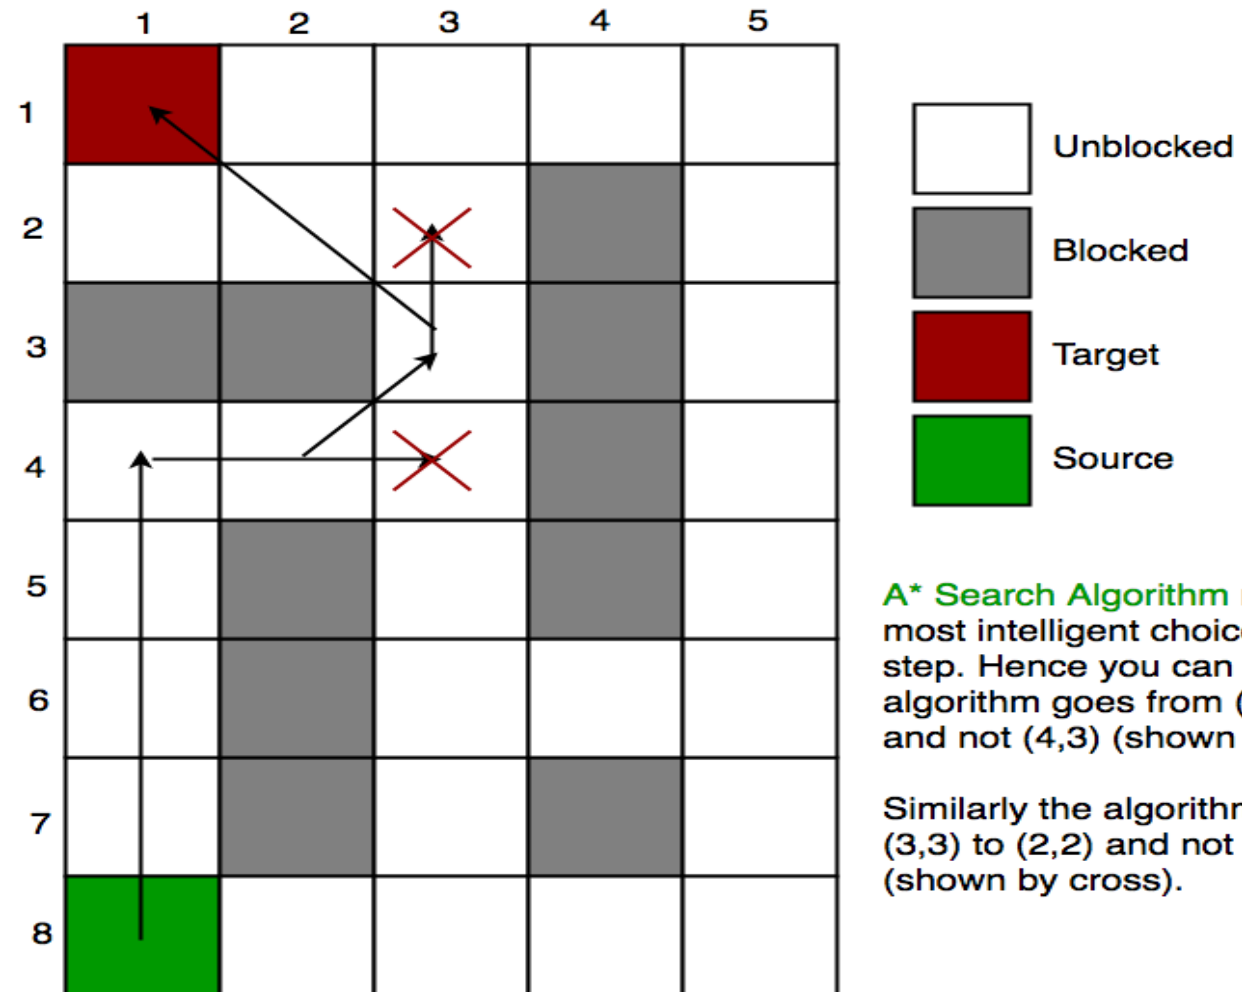 1 2 3 4 5
1
2
3
4
5
6
7
8
Unblocked
Blocked
Target
Source
A* Search Algorithm
most intelligent
step. Hence you can
algorithm goes from (
and not (4,3) (shown
Similarly the
(3,3) to (2,2) and not
(shown by cross).